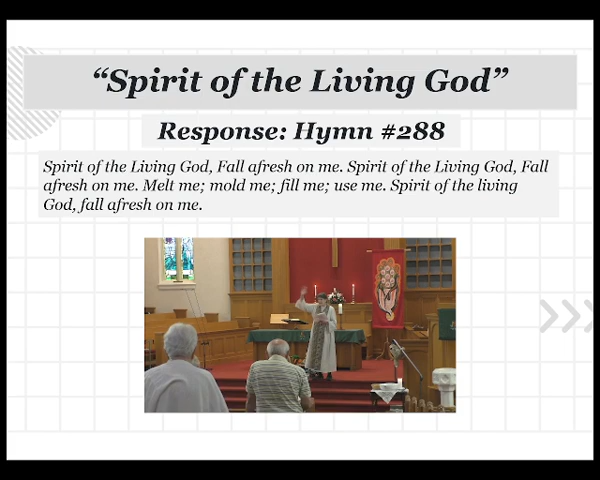 “Spirit of the Living God”
Response: Hymn #288
Spirit of the Living God, Fall afresh on me. Spirit of the Living God, Fall
afresh on me. Melt me; mold me; fill me; use me. Spirit of the living
God, fall afresh on me.